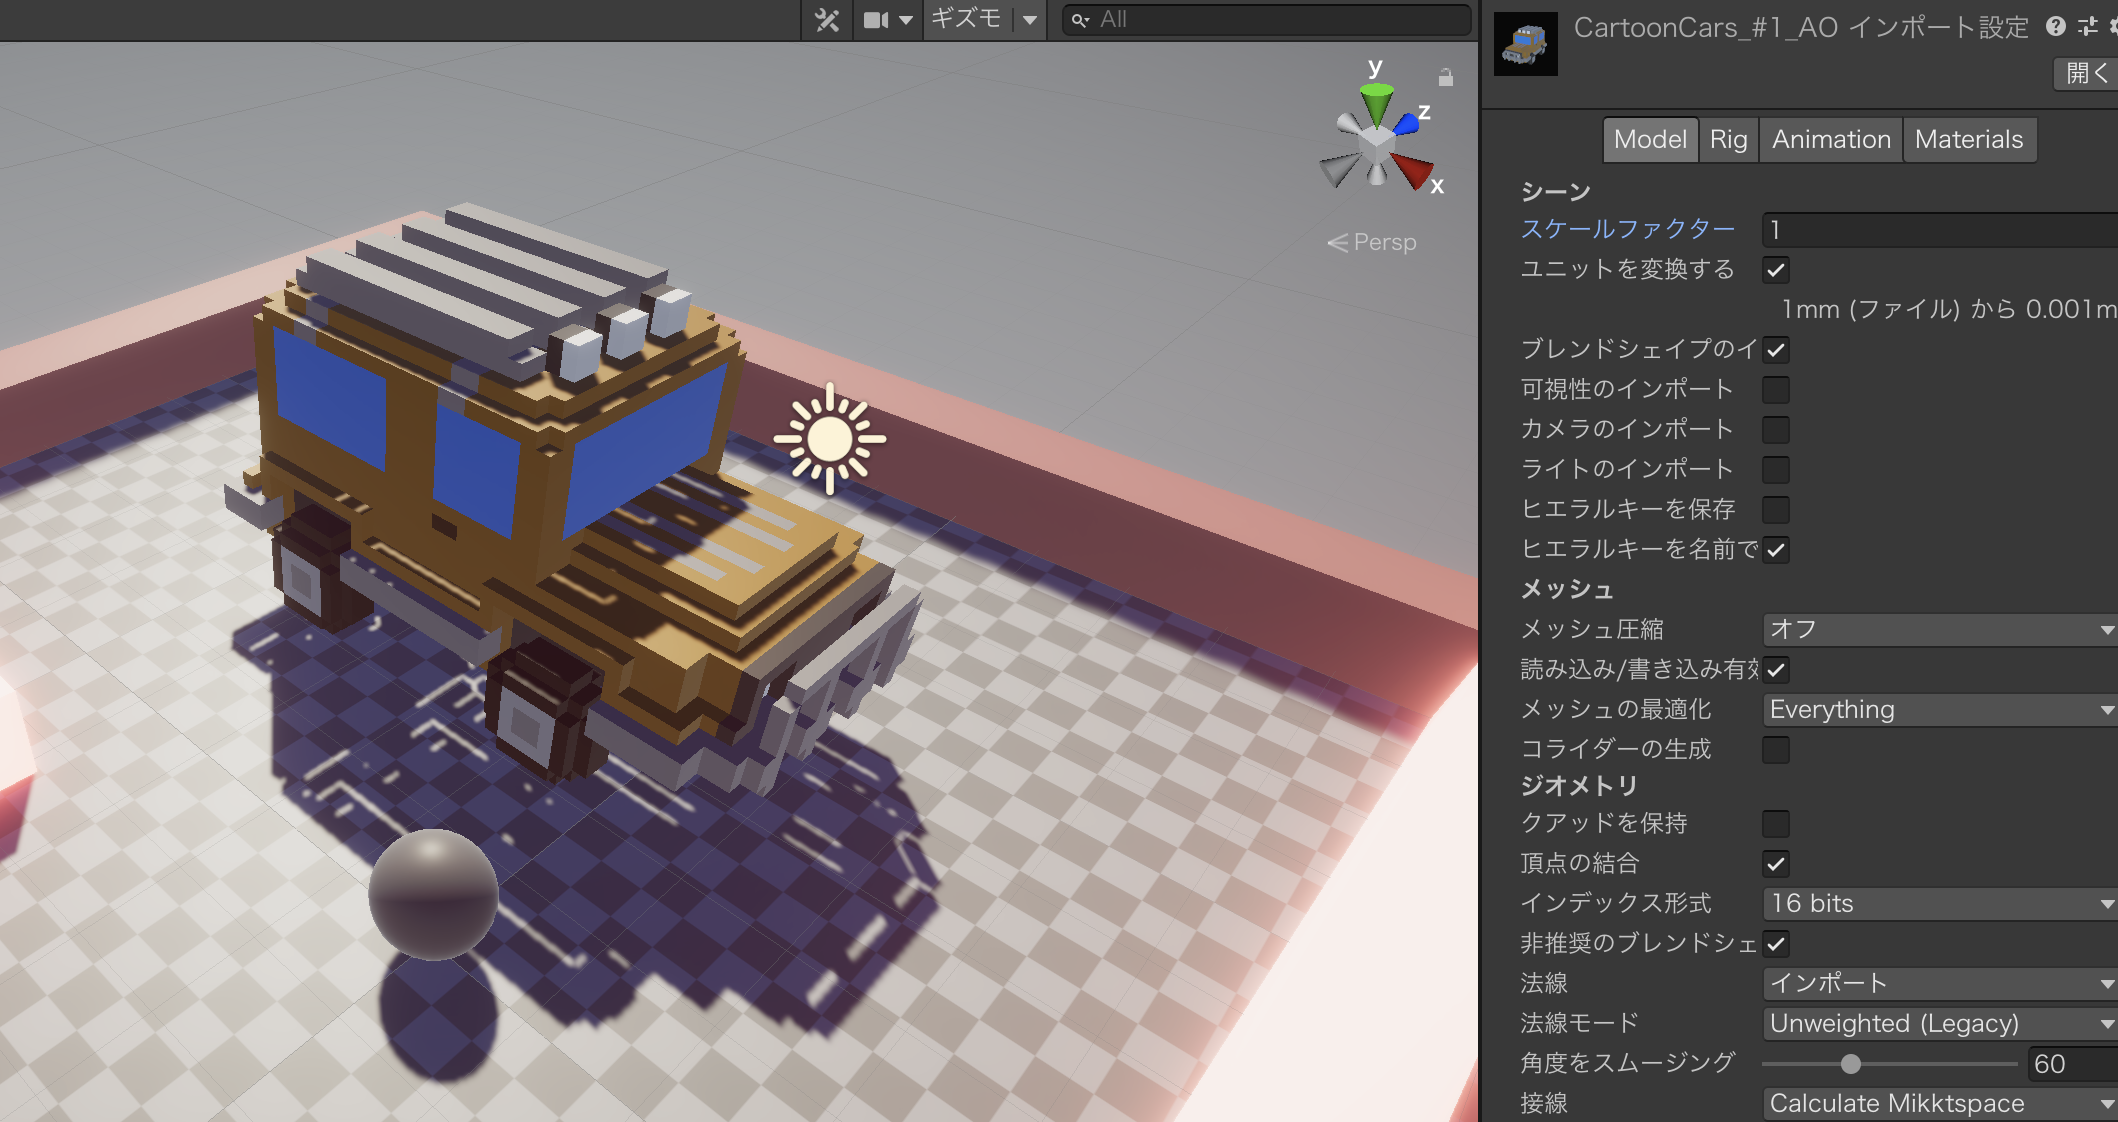 ギズモ
All
y
z
x
Persp
CartoonCars_#1_AO インポート設定
開く
Model Rig Animation Materials
シーン
スケールファクター 1
ユニットを変換する
1mm (ファイル) から 0.001m
ブレンドシェイプのイ
可視性のインポート
カメラのインポート
ライトのインポート
ヒエラルキーを保存
ヒエラルキーを名前で
メッシュ
メッシュ圧縮 オフ
読み込み/書き込み有効
メッシュの最適化 Everything
コライダーの生成
ジオメトリ
クアッドを保持
頂点の結合
インデックス形式 16 bits
非推奨のブレンドシェ
法線 インポート
法線モード Unweighted (Legacy)
角度をスムージング 60
接線 Calculate Mikktspace